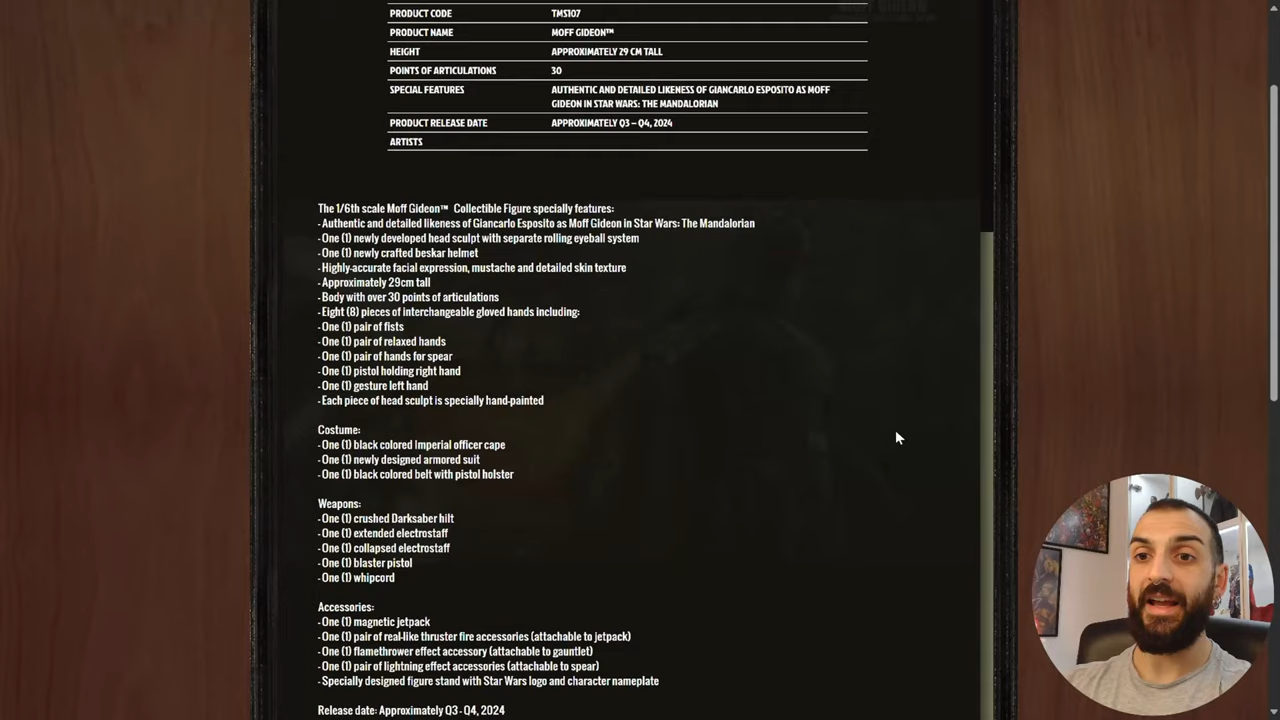 PRODUCT CODE TMS107
PRODUCT NAME MOFF GIDEON™
HEIGHT APPROXIMATELY 29 CM TALL
POINTS OF ARTICULATIONS 30
SPECIAL FEATURES AUTHENTIC AND DETAILED LIKENESS OF GIANCARLO ESPOSITO AS MOFF
GIDEON IN STAR WARS: THE MANDALORIAN
PRODUCT RELEASE DATE APPROXIMATELY Q3 – Q4, 2024
ARTISTS
The 1/6th scale Moff Gideon™ Collectible Figure specially features:
- Authentic and detailed likeness of Giancarlo Esposito as Moff Gideon in Star Wars: The Mandalorian
- One (1) newly developed head sculpt with separate rolling eyeball system
- One (1) newly crafted beskar helmet
- Highly-accurate facial expression, mustache and detailed skin texture
- Approximately 29cm tall
- Body with over 30 points of articulations
- Eight (8) pieces of interchangeable gloved hands including:
- One (1) pair of fists
- One (1) pair of relaxed hands
- One (1) pair of hands for spear
- One (1) pistol holding right hand
- One (1) gesture left hand
- Each piece of head sculpt is specially hand-painted
Costume:
- One (1) black colored Imperial officer cape
- One (1) newly designed armored suit
- One (1) black colored belt with pistol holster
Weapons:
- One (1) crushed Darksaber hilt
- One (1) extended electrostaff
- One (1) collapsed electrostaff
- One (1) blaster pistol
- One (1) whipcord
Accessories:
- One (1) magnetic jetpack
- One (1) pair of real-like thruster fire accessories (attachable to jetpack)
- One (1) flamethrower effect accessory (attachable to gauntlet)
- One (1) pair of lightning effect accessories (attachable to spear)
- Specially designed figure stand with Star Wars logo and character nameplate
Release date: Approximately Q3 - Q4, 2024